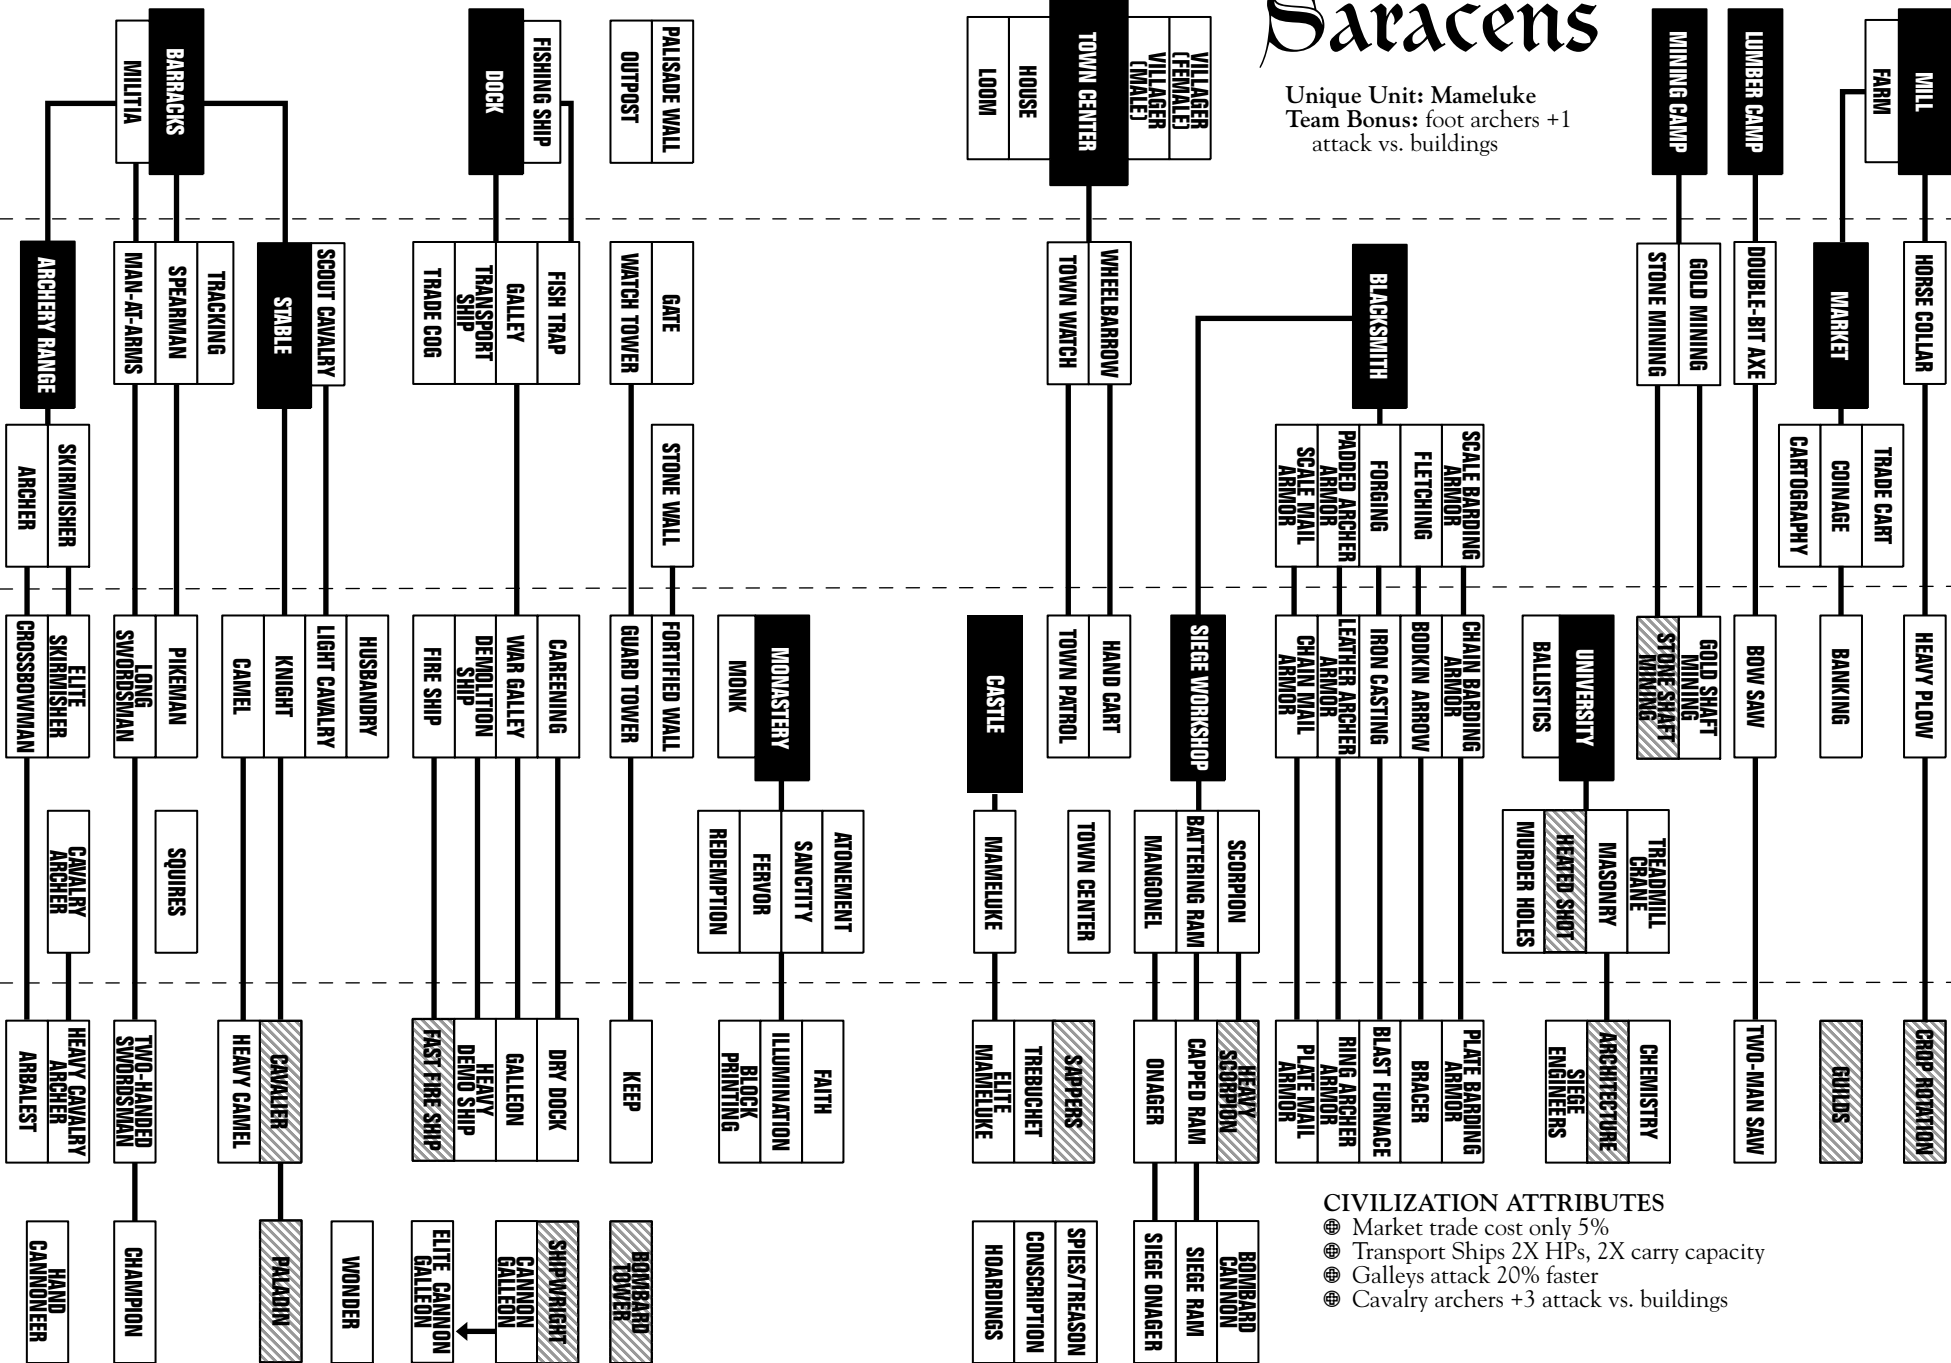 Saracens
Unique Unit: Mameluke
Team Bonus: foot archers +1
attack vs. buildings
MILITIA
BARRACKS
DOCK
FISHING SHIP
OUTPOST
PALISADE WALL
LOOM
HOUSE
TOWN CENTER
VILLAGER
(MALE)
VILLAGER
(FEMALE)
MINING CAMP
LUMBER CAMP
FARM
MILL
ARCHERY RANGE
MAN-AT-ARMS
SPEARMAN
TRACKING
STABLE
SCOUT CAVALRY
TRADE COG
TRANSPORT
SHIP
GALLEY
FISH TRAP
WATCH TOWER
GATE
TOWN WATCH
WHEELBARROW
BLACKSMITH
STONE MINING
GOLD MINING
DOUBLE-BIT AXE
MARKET
HORSE COLLAR
ARCHER
SKIRMISHER
STONE WALL
SCALE MAIL
ARMOR
PADDED ARCHER
ARMOR
FORGING
FLETCHING
SCALE BARDING
ARMOR
CARTOGRAPHY
COINAGE
TRADE CART
CROSSBOWMAN
ELITE
SKIRMISHER
LONG
SWORDSMAN
PIKEMAN
CAMEL
KNIGHT
LIGHT CAVALRY
HUSBANDRY
FIRE SHIP
DEMOLITION
SHIP
WAR GALLEY
CAREENING
GUARD TOWER
FORTIFIED WALL
MONK
MONASTERY
CASTLE
TOWN PATROL
HAND CART
SIEGE WORKSHOP
CHAIN MAIL
ARMOR
LEATHER ARCHER
ARMOR
IRON CASTING
BODKIN ARROW
CHAIN BARDING
ARMOR
BALLISTICS
UNIVERSITY
STONE SHAFT
MINING
GOLD SHAFT
MINING
BOW SAW
BANKING
HEAVY PLOW
CAVALRY
ARCHER
SQUIRES
REDEMPTION
FERVOR
SANCTITY
ATONEMENT
MAMELUKE
TOWN CENTER
MANGONEL
BATTERING RAM
SCORPION
MURDER HOLES
HEATED SHOT
MASONRY
TREADMILL
CRANE
ARBALEST
HEAVY CAVALRY
ARCHER
TWO-HANDED
SWORDSMAN
HEAVY CAMEL
CAVALIER
FAST FIRE SHIP
HEAVY
DEMO SHIP
GALLEON
DRY DOCK
KEEP
BLOCK
PRINTING
ILLUMINATION
FAITH
ELITE
MAMELUKE
TREBUCHET
SAPPERS
ONAGER
CAPPED RAM
HEAVY
SCORPION
PLATE MAIL
ARMOR
RING ARCHER
ARMOR
BLAST FURNACE
BRACER
PLATE BARDING
ARMOR
SIEGE
ENGINEERS
ARCHITECTURE
CHEMISTRY
TWO-MAN SAW
GUILDS
CROP ROTATION
HAND
CANNONEER
CHAMPION
PALADIN
WONDER
ELITE CANNON
GALLEON
CANNON
GALLEON
SHIPWRIGHT
BOMBARD
TOWER
HOARDINGS
CONSCRIPTION
SPIES/TREASON
SIEGE ONAGER
SIEGE RAM
BOMBARD
CANNON
CIVILIZATION ATTRIBUTES
Market trade cost only 5%
Transport Ships 2X HPs, 2X carry capacity
Galleys attack 20% faster
Cavalry archers +3 attack vs. buildings